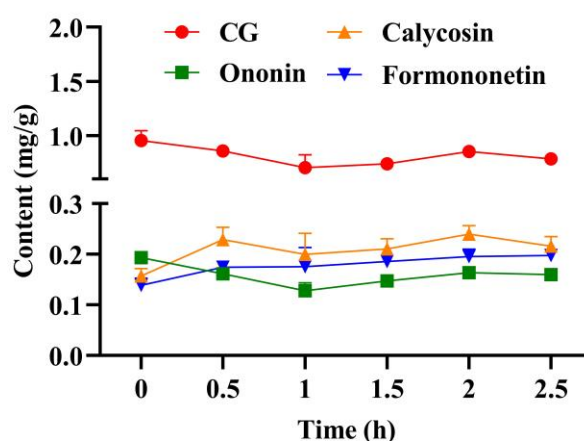 2.0
CG
Calycosin
Ononin
Formononetin
1.5
1.0
0.3
0.2
0.1
0.0
Content (mg/g)
0 0.5 1 1.5 2 2.5
Time (h)